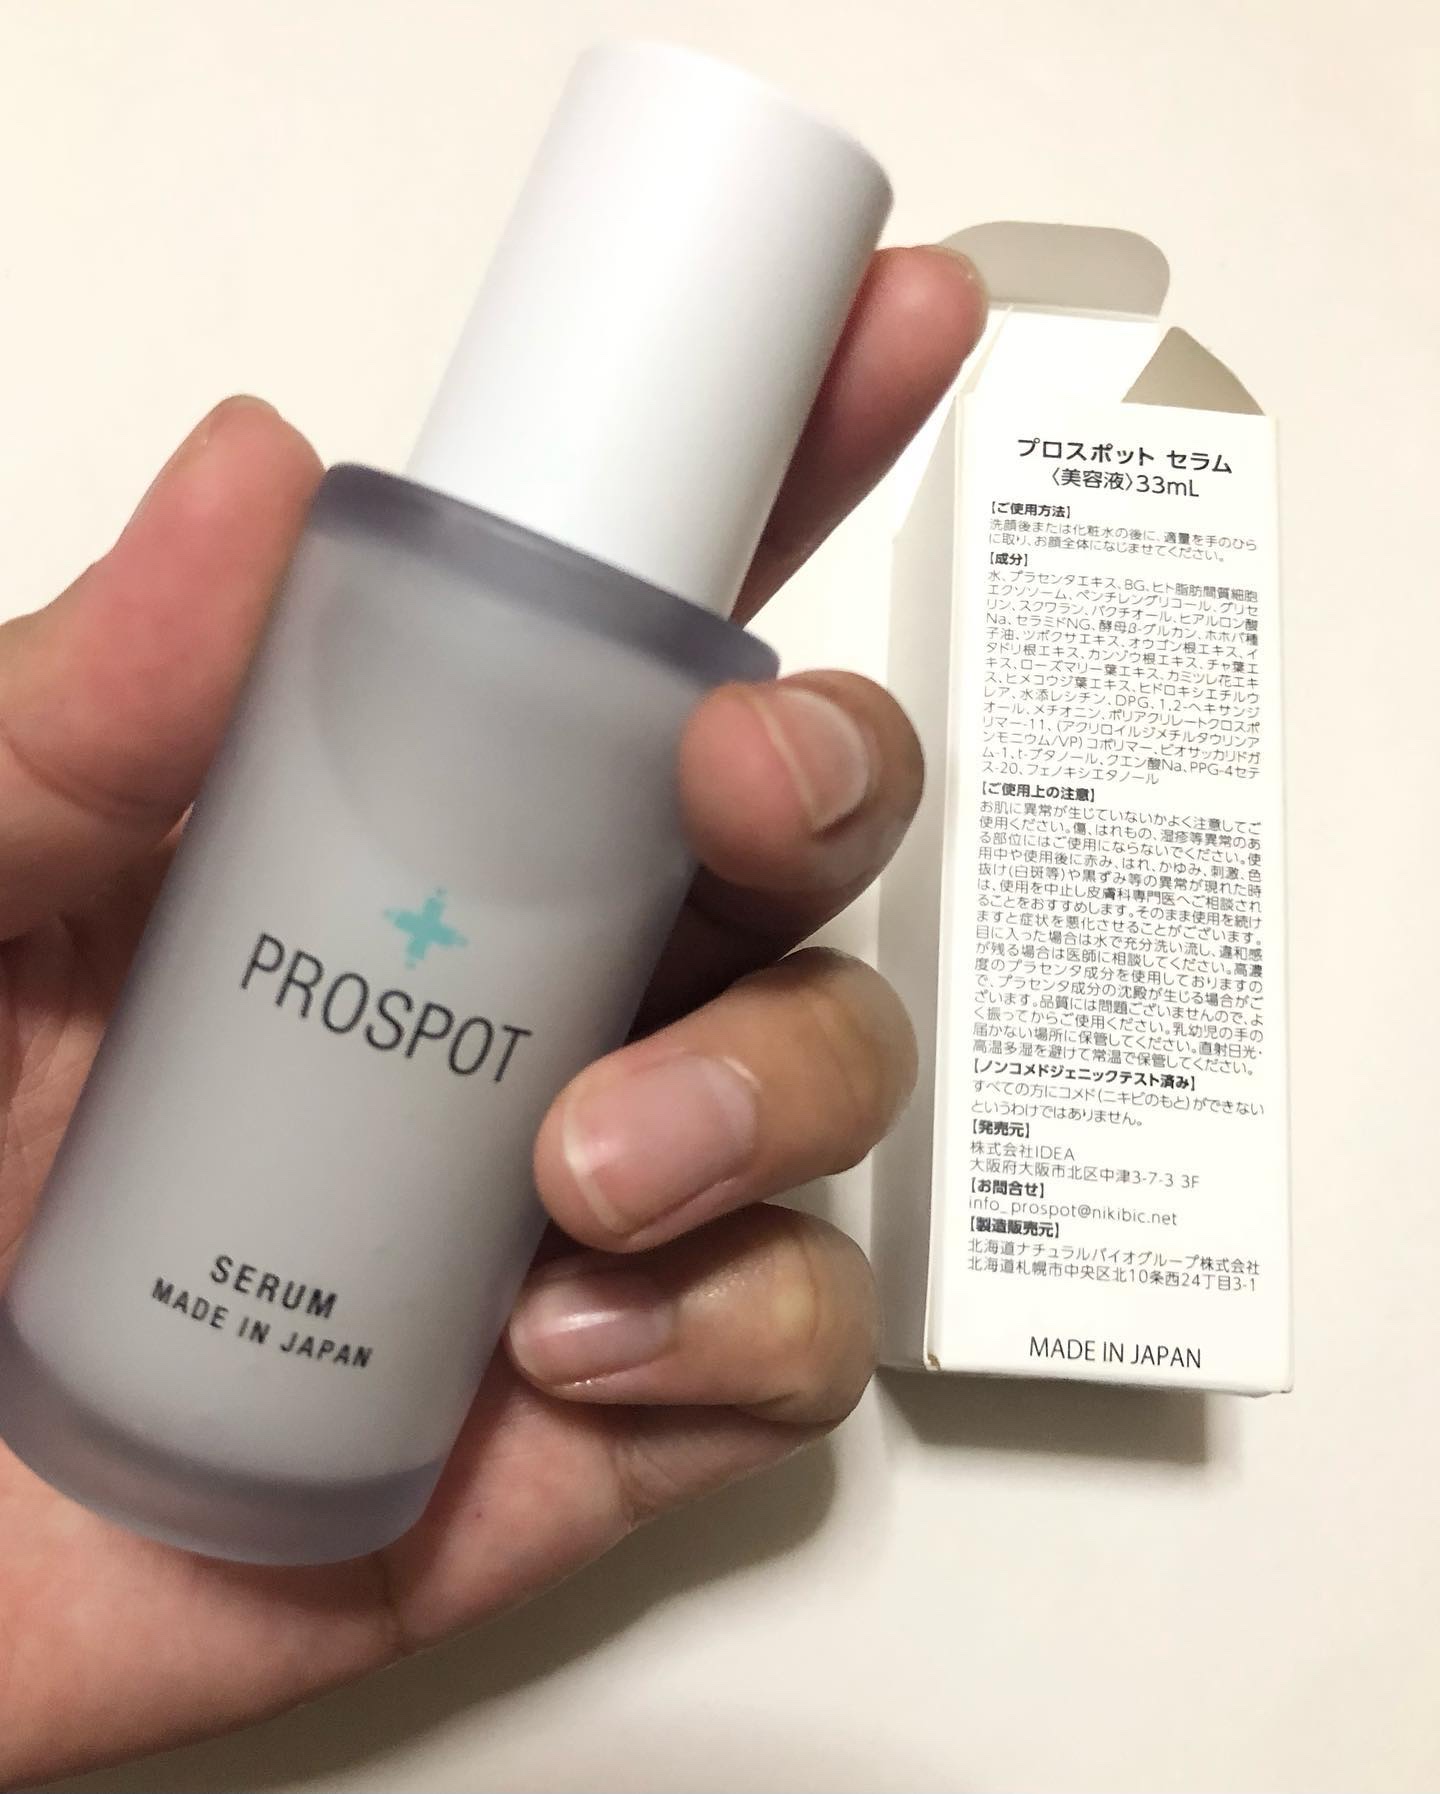 PROSPOT
SERUM
MADE IN JAPAN
プロスポット セラム
〈美容液〉33mL
【ご使用方法】
洗顔後または化粧水の後に、適量を手のひら
に取り、お顔全体になじませてください。
【成分】
水、プラセンタエキス、BG、ヒト脂肪間質細胞
エクソソーム、ペンチレングリコール、グリセ
リン、スクワラン、バクチオール、ヒアルロン酸
Na、セラミドNG、酵母β-グルカン、ホホバ種
子油、ツボクサエキス、オウゴン根エキス、イ
タドリ根エキス、カンゾウ根エキス、チャ葉エ
キス、ローズマリー葉エキス、カミツレ花エキ
ス、ヒメコウジ葉エキス、ヒドロキシエチルウ
レア、水添レシチン、DPG、1,2-ヘキサンジ
オール、メチオニン、ポリアクリレートクロスポ
リマー-11、(アクリロイルジメチルタウリンア
ンモニウム/VP)コポリマー、ビオサッカリドガ
ム-1、t-ブタノール、クエン酸Na、PPG-4セテ
ス-20、フェノキシエタノール
【ご使用上の注意】
お肌に異常が生じていないかよく注意してご
使用ください。傷、はれもの、湿疹等異常のあ
る部位にはご使用にならないでください。使
用中や使用後に赤み、はれ、かゆみ、刺激、色
抜け(白斑等)や黒ずみ等の異常が現れた時
は、使用を中止し皮膚科専門医へご相談され
ることをおすすめします。そのまま使用を続け
ますと症状を悪化させることがございます。
目に入った場合は水で充分洗い流し、違和感
が残る場合は医師に相談してください。高濃
度のプラセンタ成分を使用しておりますの
で、プラセンタ成分の沈殿が生じる場合がご
ざいます。品質には問題ございませんので、よ
く振ってからご使用ください。乳幼児の手の
届かない場所に保管してください。直射日光・
高温多湿を避けて常温で保管してください。
【ノンコメドジェニックテスト済み】
すべての方にコメド(ニキビのもと)ができない
というわけではありません。
【発売元】
株式会社IDEA
大阪府大阪市北区中津3-7-3 3F
【お問合せ】
info_prospot@nikibic.net
【製造販売元】
北海道ナチュラルバイオグループ株式会社
北海道札幌市中央区北10条西24丁目3-1
MADE IN JAPAN